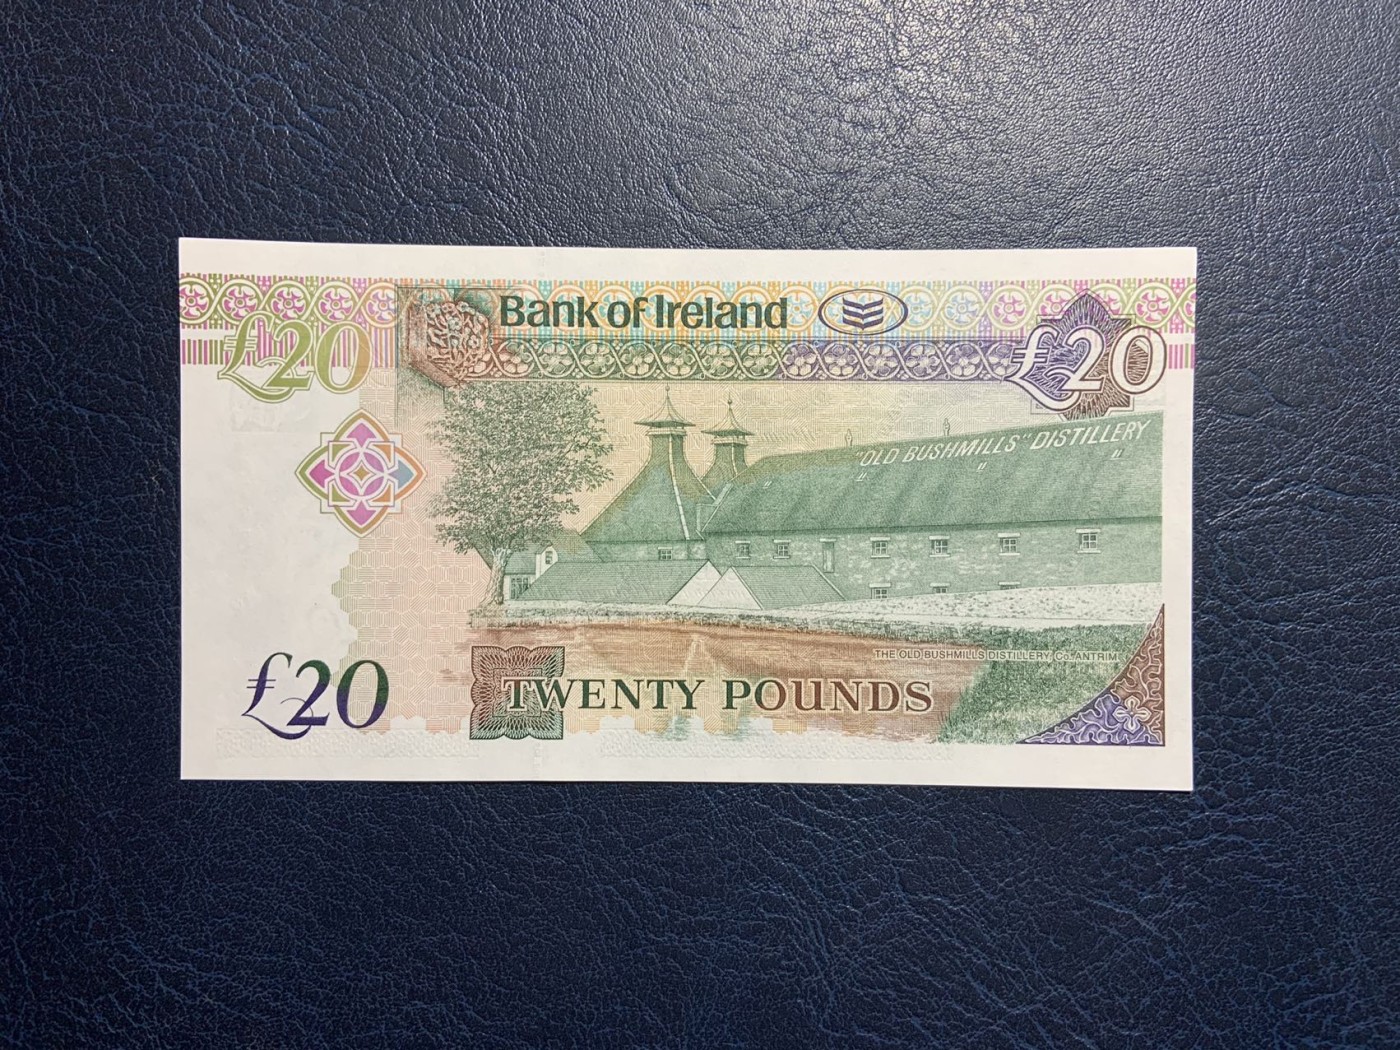 Bank of Ireland
£20
£20
"OLD BUSHMILLS" DISTILLERY
THE OLD BUSHMILLS DISTILLERY Co. ANTRIM
£20
TWENTY POUNDS